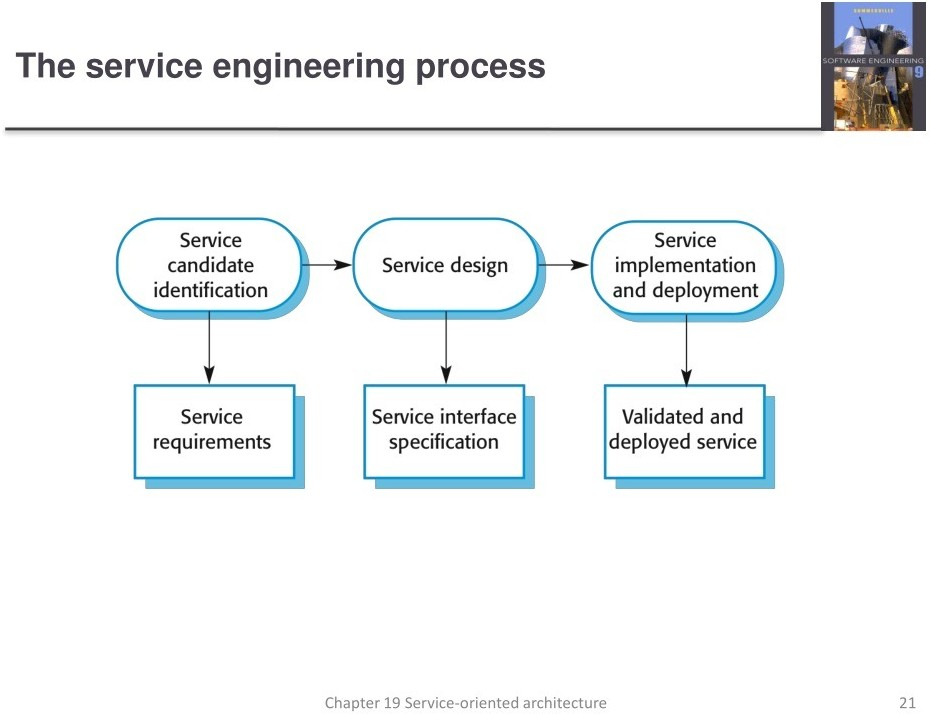 SOMMERVILLE
SOFTWARE ENGINEERING
9
The service engineering process
Service
candidate
identification
Service design
Service
implementation
and deployment
Service
requirements
Service interface
specification
Validated and
deployed service
Chapter 19 Service-oriented architecture
21